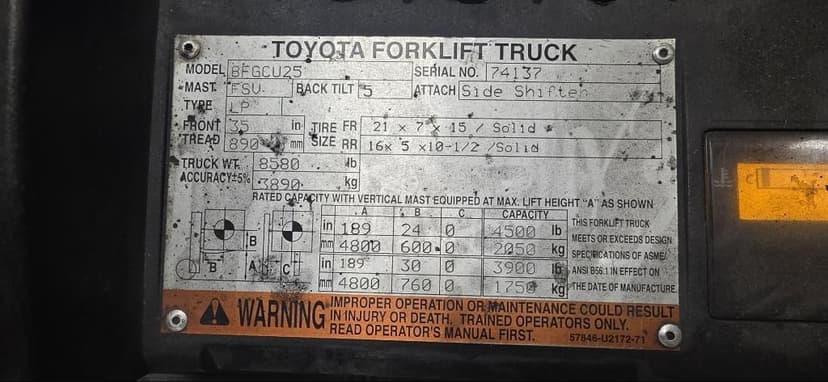 TOYOTA FORKLIFT TRUCK
MODEL 8FGCU25 SERIAL NO. 74137
MAST FSV BACK TILT 5 ATTACH Side Shifter
TYPE LP
FRONT TREAD 35 in 890 mm
TIRE SIZE FR 21 x 7 x 15 / Solid
RR 16x 5 x10-1/2 /Solid
TRUCK WT. 8580 lb
ACCURACY±5% 3890 kg
RATED CAPACITY WITH VERTICAL MAST EQUIPPED AT MAX. LIFT HEIGHT "A" AS SHOWN
A B C CAPACITY
in 189 24 0 4500 lb
mm 4800 600 0 2050 kg
in 189 30 0 3900 lb
mm 4800 760 0 1750 kg
B A B C
THIS FORKLIFT TRUCK
MEETS OR EXCEEDS DESIGN
SPECIFICATIONS OF ASME/
ANSI B56.1 IN EFFECT ON
THE DATE OF MANUFACTURE.
WARNING
IMPROPER OPERATION OR MAINTENANCE COULD RESULT
IN INJURY OR DEATH. TRAINED OPERATORS ONLY.
READ OPERATOR'S MANUAL FIRST.
57846-U2172-71